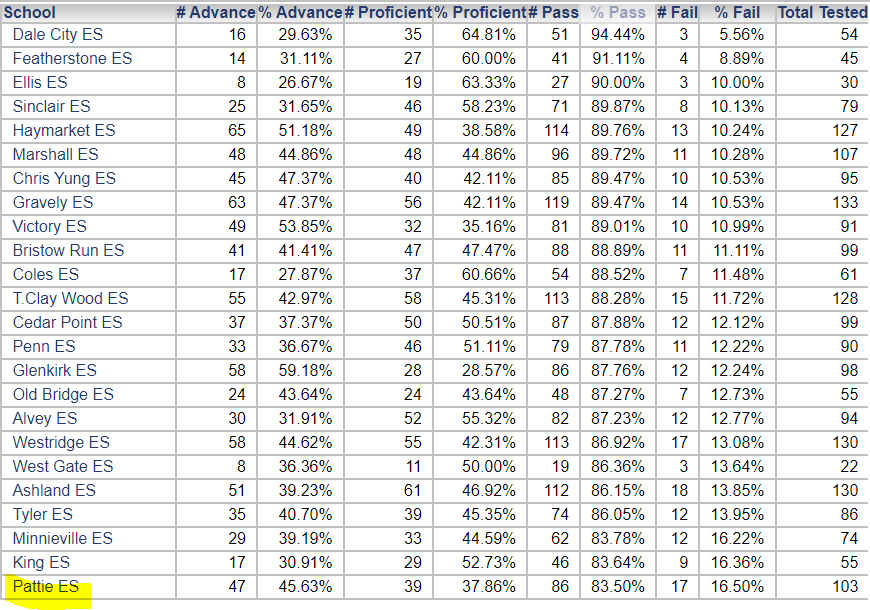 School # Advance % Advance # Proficient % Proficient # Pass % Pass # Fail % Fail Total Tested
Dale City ES 16 29.63% 35 64.81% 51 94.44% 3 5.56% 54
Featherstone ES 14 31.11% 27 60.00% 41 91.11% 4 8.89% 45
Ellis ES 8 26.67% 19 63.33% 27 90.00% 3 10.00% 30
Sinclair ES 25 31.65% 46 58.23% 71 89.87% 8 10.13% 79
Haymarket ES 65 51.18% 49 38.58% 114 89.76% 13 10.24% 127
Marshall ES 48 44.86% 48 44.86% 96 89.72% 11 10.28% 107
Chris Yung ES 45 47.37% 40 42.11% 85 89.47% 10 10.53% 95
Gravely ES 63 47.37% 56 42.11% 119 89.47% 14 10.53% 133
Victory ES 49 53.85% 32 35.16% 81 89.01% 10 10.99% 91
Bristow Run ES 41 41.41% 47 47.47% 88 88.89% 11 11.11% 99
Coles ES 17 27.87% 37 60.66% 54 88.52% 7 11.48% 61
T.Clay Wood ES 55 42.97% 58 45.31% 113 88.28% 15 11.72% 128
Cedar Point ES 37 37.37% 50 50.51% 87 87.88% 12 12.12% 99
Penn ES 33 36.67% 46 51.11% 79 87.78% 11 12.22% 90
Glenkirk ES 58 59.18% 28 28.57% 86 87.76% 12 12.24% 98
Old Bridge ES 24 43.64% 24 43.64% 48 87.27% 7 12.73% 55
Alvey ES 30 31.91% 52 55.32% 82 87.23% 12 12.77% 94
Westridge ES 58 44.62% 55 42.31% 113 86.92% 17 13.08% 130
West Gate ES 8 36.36% 11 50.00% 19 86.36% 3 13.64% 22
Ashland ES 51 39.23% 61 46.92% 112 86.15% 18 13.85% 130
Tyler ES 35 40.70% 39 45.35% 74 86.05% 12 13.95% 86
Minnieville ES 29 39.19% 33 44.59% 62 83.78% 12 16.22% 74
King ES 17 30.91% 29 52.73% 46 83.64% 9 16.36% 55
Pattie ES 47 45.63% 39 37.86% 86 83.50% 17 16.50% 103